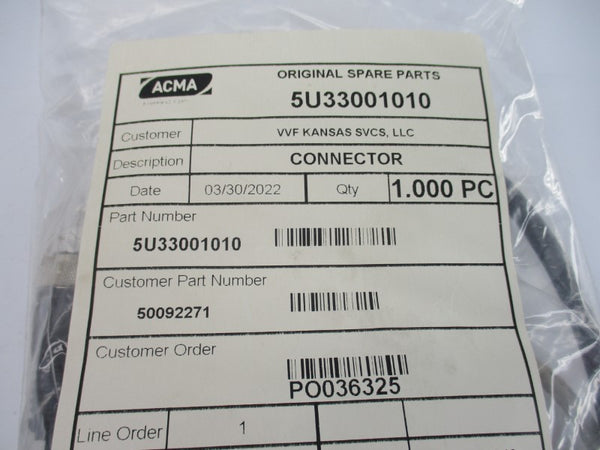 ACMA
ORIGINAL SPARE PARTS
5U33001010
Customer VVF KANSAS SVCS, LLC
Description CONNECTOR
Date 03/30/2022 Qty 1.000 PC
Part Number
5U33001010
Customer Part Number
50092271
Customer Order
PO036325
Line Order 1